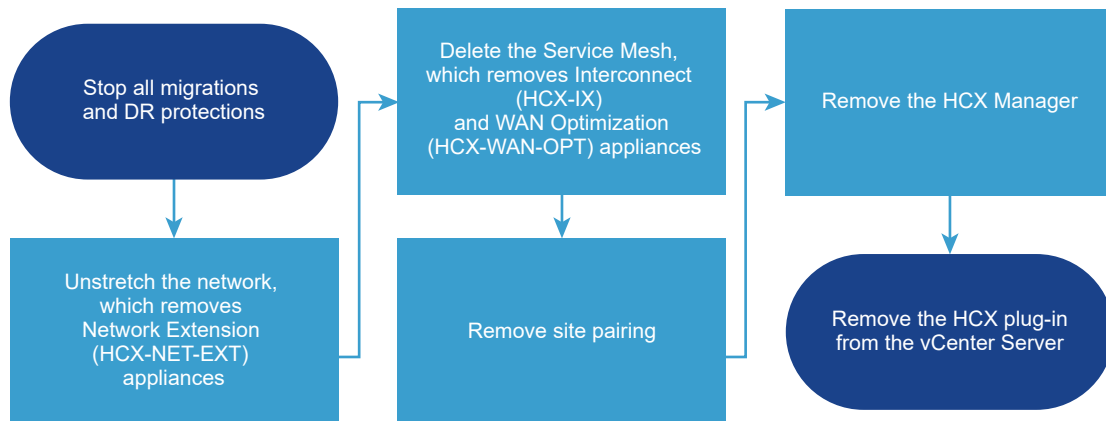 Stop all migrations
and DR protections
Unstretch the network,
which removes
Network Extension
(HCX-NET-EXT)
appliances
Delete the Service Mesh,
which removes Interconnect
(HCX-IX)
and WAN Optimization
(HCX-WAN-OPT) appliances
Remove site pairing
Remove the HCX Manager
Remove the HCX plug-in
from the vCenter Server